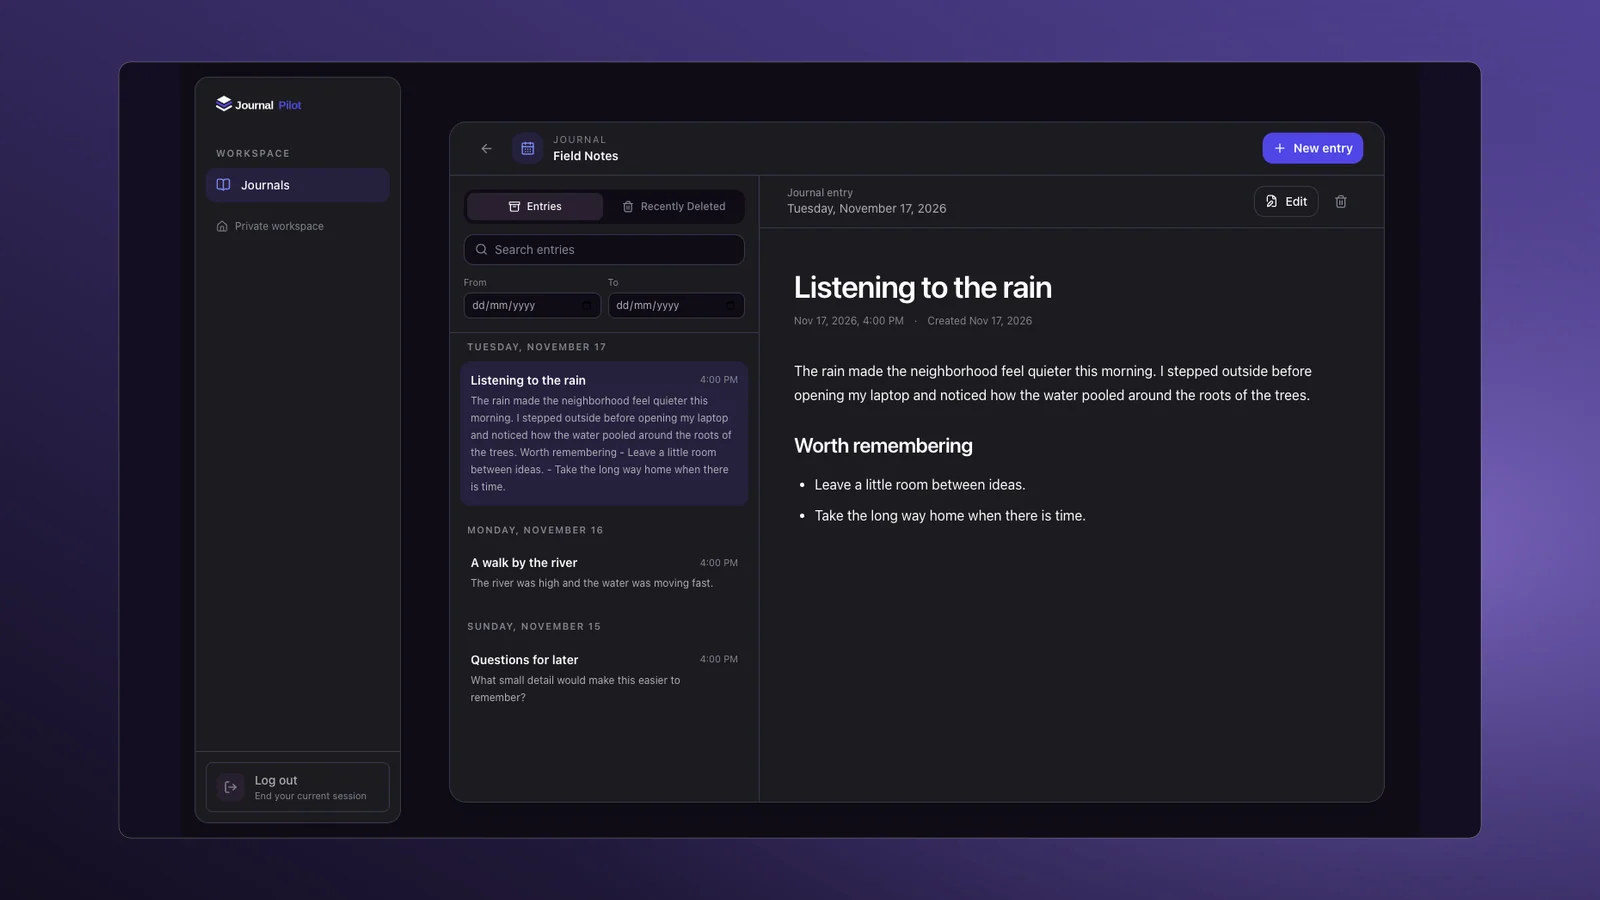 Journal Pilot
WORKSPACE
Journals
Private workspace
Log out
End your current session
JOURNAL
Field Notes
New entry
Entries
Recently Deleted
Search entries
From
To
dd/mm/yyyy
dd/mm/yyyy
TUESDAY, NOVEMBER 17
Listening to the rain
4:00 PM
The rain made the neighborhood feel quieter this
morning. I stepped outside before opening my laptop
and noticed how the water pooled around the roots of
the trees. Worth remembering - Leave a little room
between ideas. - Take the long way home when there
is time.
MONDAY, NOVEMBER 16
A walk by the river
4:00 PM
The river was high and the water was moving fast.
SUNDAY, NOVEMBER 15
Questions for later
4:00 PM
What small detail would make this easier to
remember?
Journal entry
Tuesday, November 17, 2026
Edit
Listening to the rain
Nov 17, 2026, 4:00 PM · Created Nov 17, 2026
The rain made the neighborhood feel quieter this morning. I stepped outside before
opening my laptop and noticed how the water pooled around the roots of the trees.
Worth remembering
• Leave a little room between ideas.
• Take the long way home when there is time.